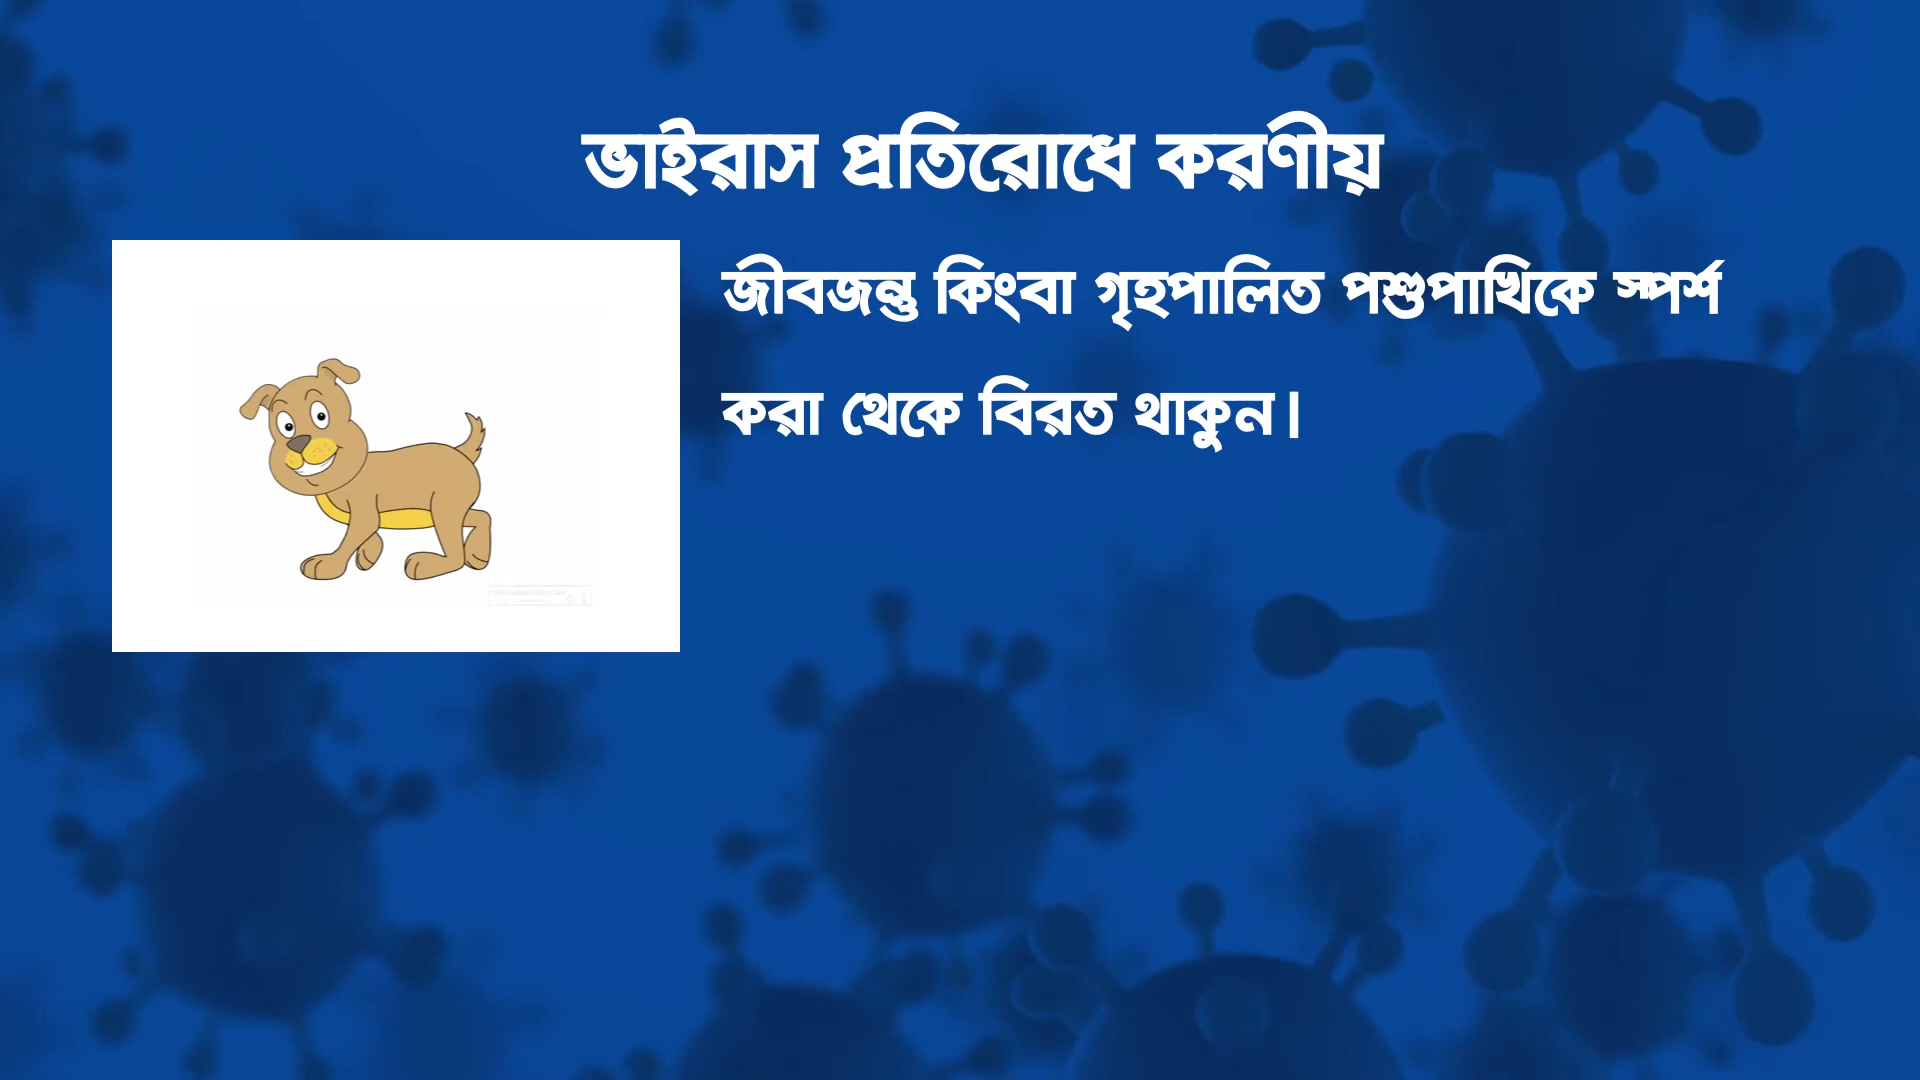 ভাইরাস প্রতিরোধে করণীয়
জীবজন্তু কিংবা গৃহপালিত পশুপাখিকে স্পর্শ
করা থেকে বিরত থাকুন।